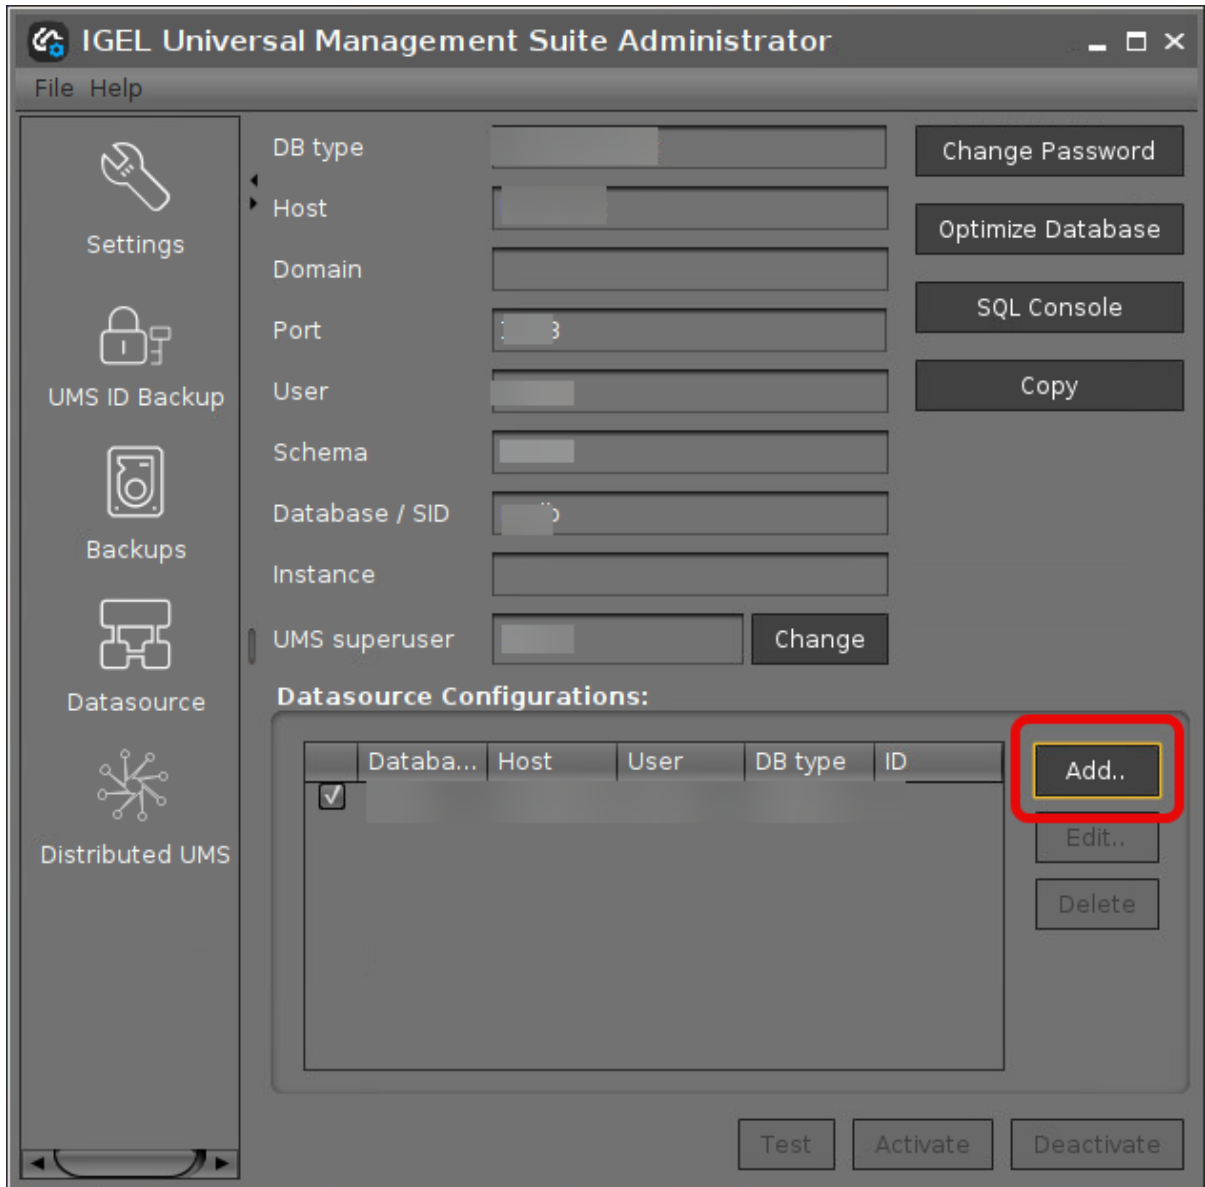 IGEL Universal Management Suite Administrator
File Help
Settings
UMS ID Backup
Backups
Datasource
Distributed UMS
DB type
Host
Domain
Port
User
Schema
Database / SID
Instance
UMS superuser
Change
Change Password
Optimize Database
SQL Console
Copy
Datasource Configurations:
Databa... Host User DB type ID
Add..
Edit..
Delete
Test Activate Deactivate